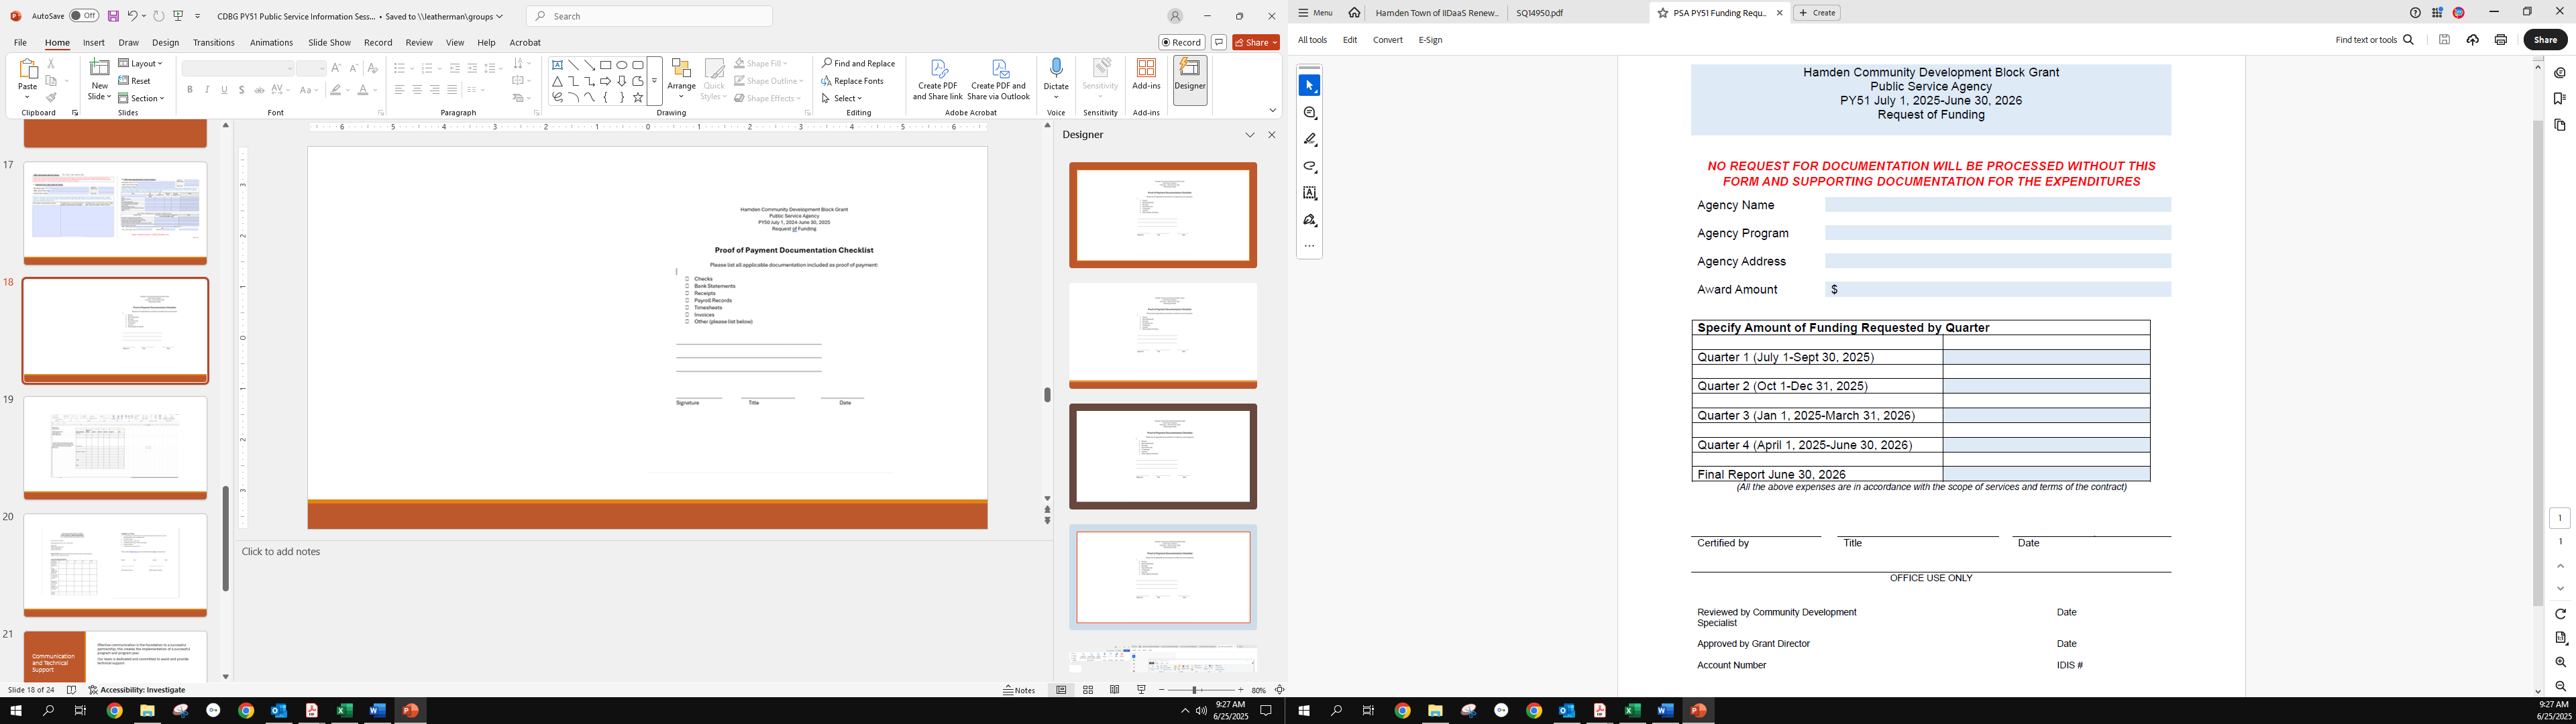 AutoSave Off CDBG PY51 Public Service Information Sess... • Saved to \\leatherman\groups Search
File Home Insert Draw Design Transitions Animations Slide Show Record Review View Help Acrobat Record Share
Paste New Slide Layout Reset Section Arrange Quick Styles Shape Fill Shape Outline Shape Effects Find and Replace Replace Fonts Select Create PDF and Share link Create PDF and Share via Outlook Dictate Sensitivity Add-ins Designer
Clipboard Slides Font Paragraph Drawing Editing Adobe Acrobat Voice Sensitivity Add-ins
17
18
19
20
21
Communication and Technical Support
Hamden Community Development Block Grant
Public Service Agency
PY50 July 1, 2024-June 30, 2025
Request of Funding
Proof of Payment Documentation Checklist
Please list all applicable documentation included as proof of payment:
Checks
Bank Statements
Receipts
Payroll Records
Timesheets
Invoices
Other (please list below)
Signature Title Date
Click to add notes
Designer
Slide 18 of 24 Accessibility: Investigate Notes 80%
9:27 AM
6/25/2025
Menu Hamden Town of IIDaaS Renew... SQ14950.pdf PSA PY51 Funding Requ... Create
All tools Edit Convert E-Sign Find text or tools Share
Hamden Community Development Block Grant
Public Service Agency
PY51 July 1, 2025-June 30, 2026
Request of Funding
NO REQUEST FOR DOCUMENTATION WILL BE PROCESSED WITHOUT THIS
FORM AND SUPPORTING DOCUMENTATION FOR THE EXPENDITURES
Agency Name
Agency Program
Agency Address
Award Amount $
Specify Amount of Funding Requested by Quarter
Quarter 1 (July 1-Sept 30, 2025)
Quarter 2 (Oct 1-Dec 31, 2025)
Quarter 3 (Jan 1, 2025-March 31, 2026)
Quarter 4 (April 1, 2025-June 30, 2026)
Final Report June 30, 2026
(All the above expenses are in accordance with the scope of services and terms of the contract)
Certified by Title Date
OFFICE USE ONLY
Reviewed by Community Development Date
Specialist
Approved by Grant Director Date
Account Number IDIS #
1
1
9:27 AM
6/25/2025